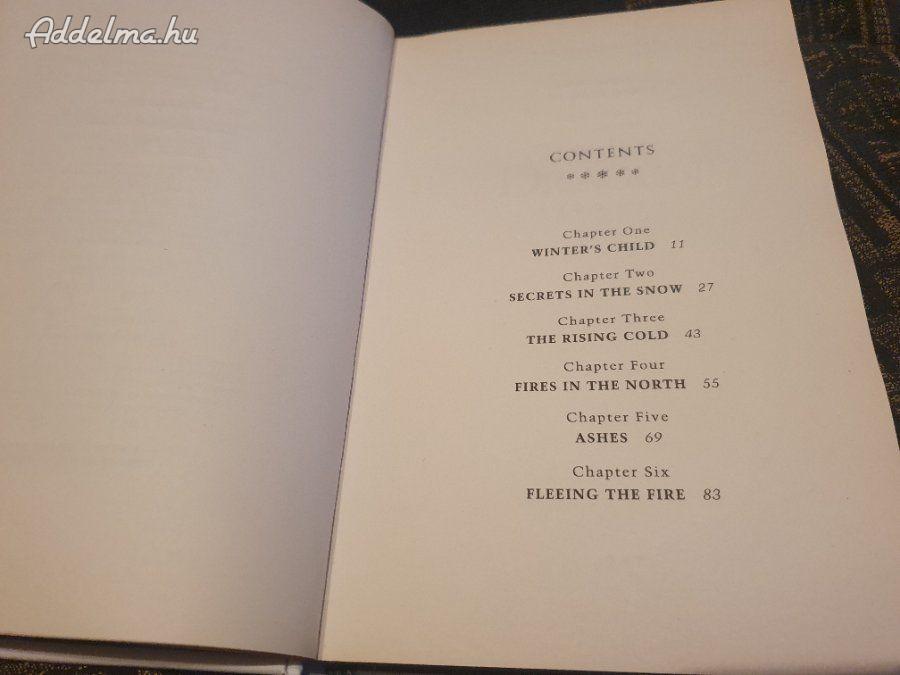 Addelma.hu
CONTENTS
Chapter One
WINTER'S CHILD 11
Chapter Two
SECRETS IN THE SNOW 27
Chapter Three
THE RISING COLD 43
Chapter Four
FIRES IN THE NORTH 55
Chapter Five
ASHES 69
Chapter Six
FLEEING THE FIRE 83